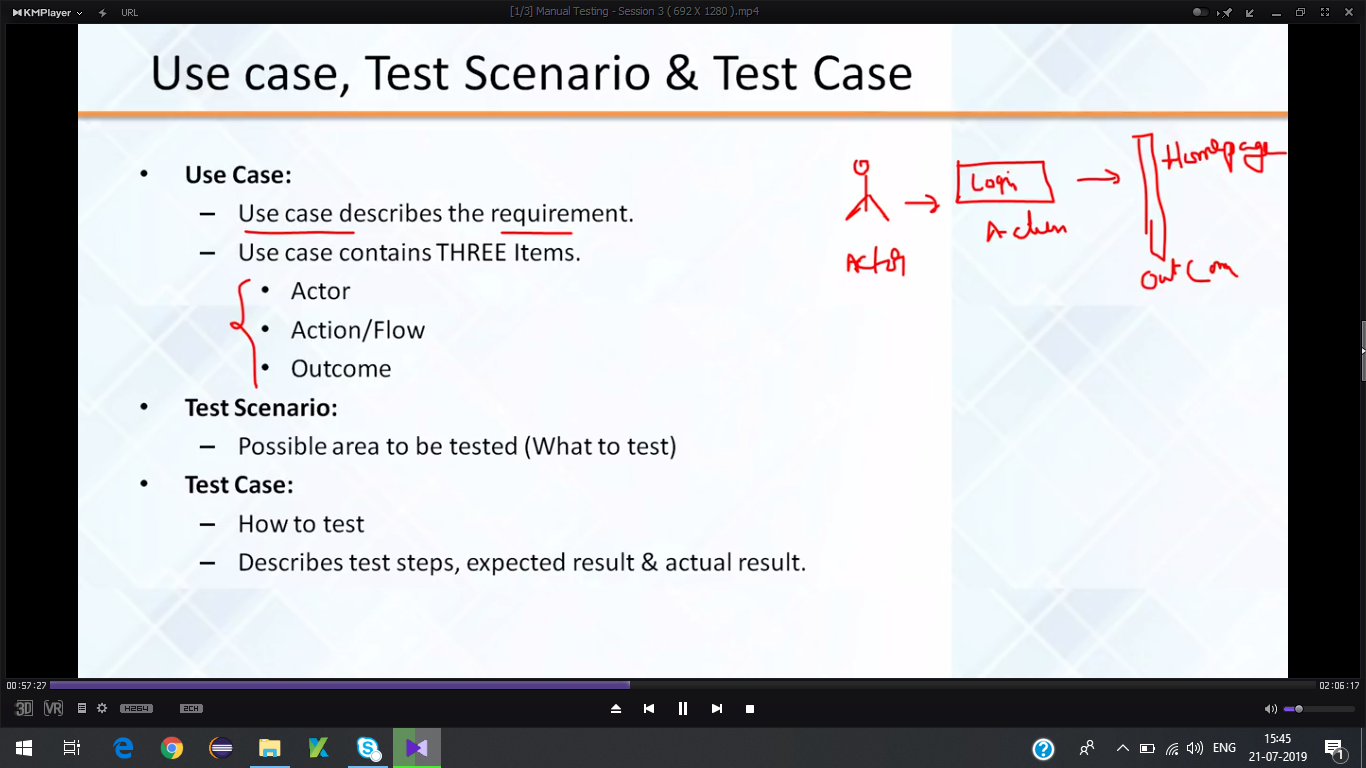 KMPlayer
URL
[1/3] Manual Testing - Session 3 ( 692 X 1280 ).mp4
Use case, Test Scenario & Test Case
• Use Case:
– Use case describes the requirement.
– Use case contains THREE Items.
• Actor
• Action/Flow
• Outcome
• Test Scenario:
– Possible area to be tested (What to test)
• Test Case:
– How to test
– Describes test steps, expected result & actual result.
Login
Homepage
Actor
Action
OutCom
00:57:27
02:06:17
3D VR H264 2CH
ENG
15:45
21-07-2019
1